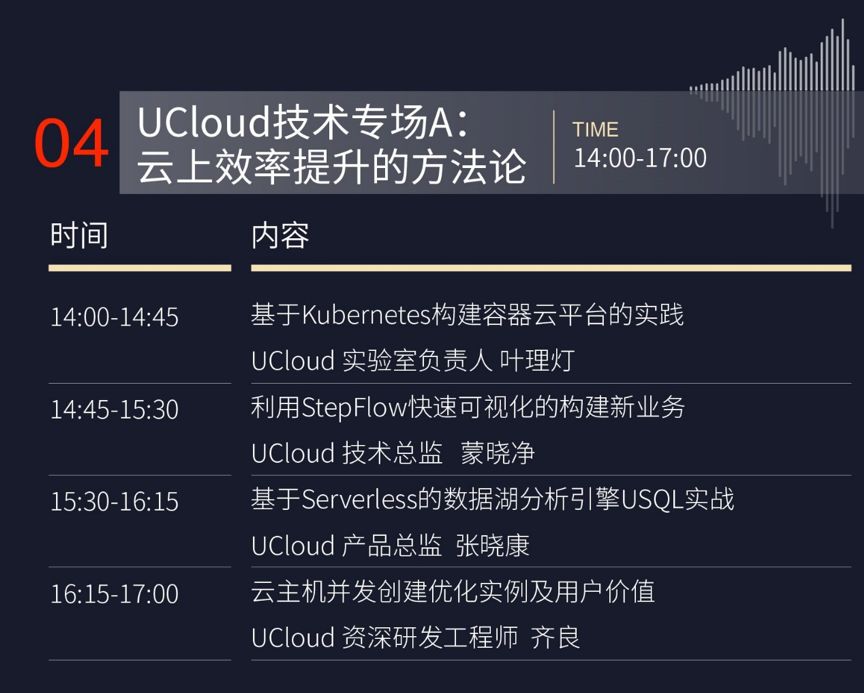 04
UCloud技术专场A：
云上效率提升的方法论
TIME
14:00-17:00
时间 内容
14:00-14:45 基于Kubernetes构建容器云平台的实践
UCloud 实验室负责人 叶理灯
14:45-15:30 利用StepFlow快速可视化的构建新业务
UCloud 技术总监 蒙晓净
15:30-16:15 基于Serverless的数据湖分析引擎USQL实战
UCloud 产品总监 张晓康
16:15-17:00 云主机并发创建优化实例及用户价值
UCloud 资深研发工程师 齐良